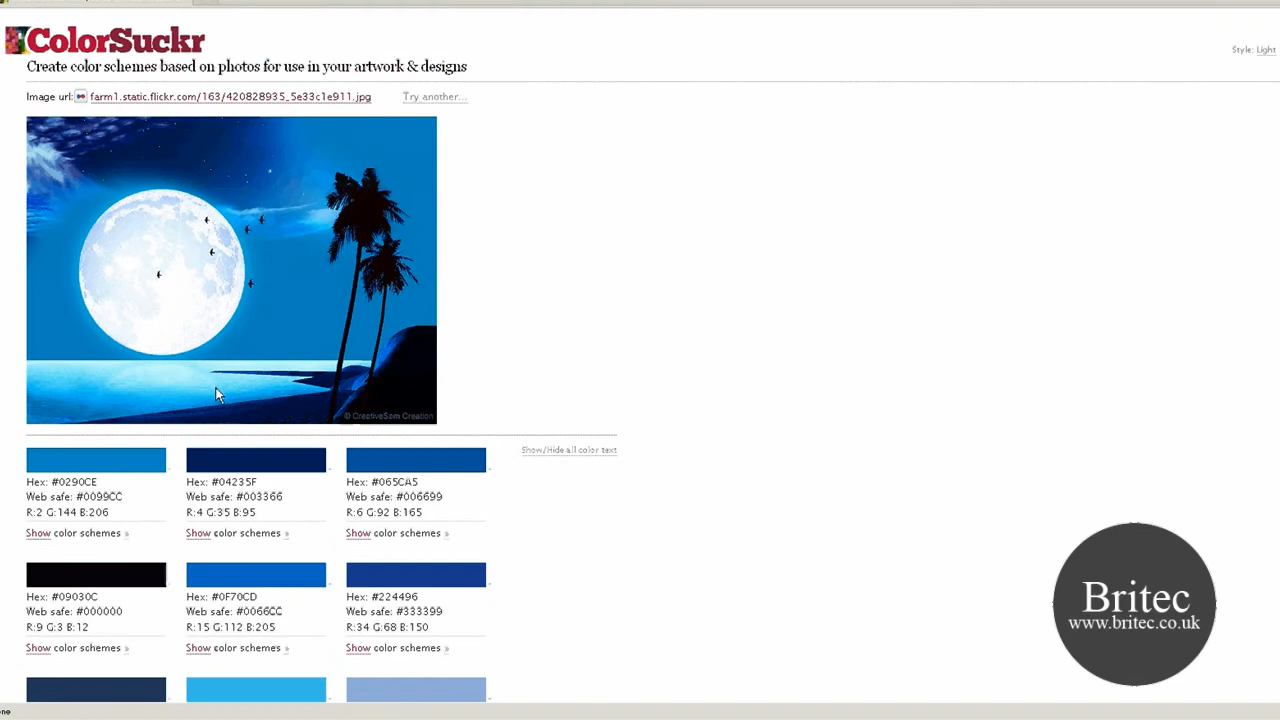 ColorSuckr
Create color schemes based on photos for use in your artwork & designs
Style: Light
Image url: farm1.static.flickr.com/163/420828935_5e33c1e911.jpg Try another...
© CreativeSam Creation
Show/Hide all color text
Hex: #0290CE Hex: #04235F Hex: #065CA5
Web safe: #0099CC Web safe: #003366 Web safe: #006699
R:2 G:144 B:206 R:4 G:35 B:95 R:6 G:92 B:165
Show color schemes » Show color schemes » Show color schemes »
Hex: #09030C Hex: #0F70CD Hex: #224496
Web safe: #000000 Web safe: #0066CC Web safe: #333399
R:9 G:3 B:12 R:15 G:112 B:205 R:34 G:68 B:150
Show color schemes » Show color schemes » Show color schemes »
Britec
www.britec.co.uk